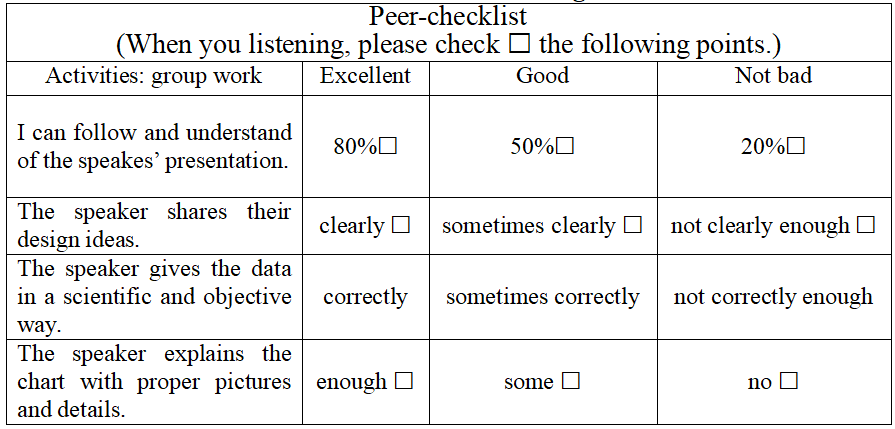 Peer-checklist
(When you listening, please check ☐ the following points.)
Activities: group work Excellent Good Not bad
I can follow and understand
of the speakes’ presentation.
80%☐ 50%☐ 20%☐
The speaker shares their
design ideas.
clearly ☐ sometimes clearly ☐ not clearly enough ☐
The speaker gives the data
in a scientific and objective
way.
correctly sometimes correctly not correctly enough
The speaker explains the
chart with proper pictures
and details.
enough ☐ some ☐ no ☐